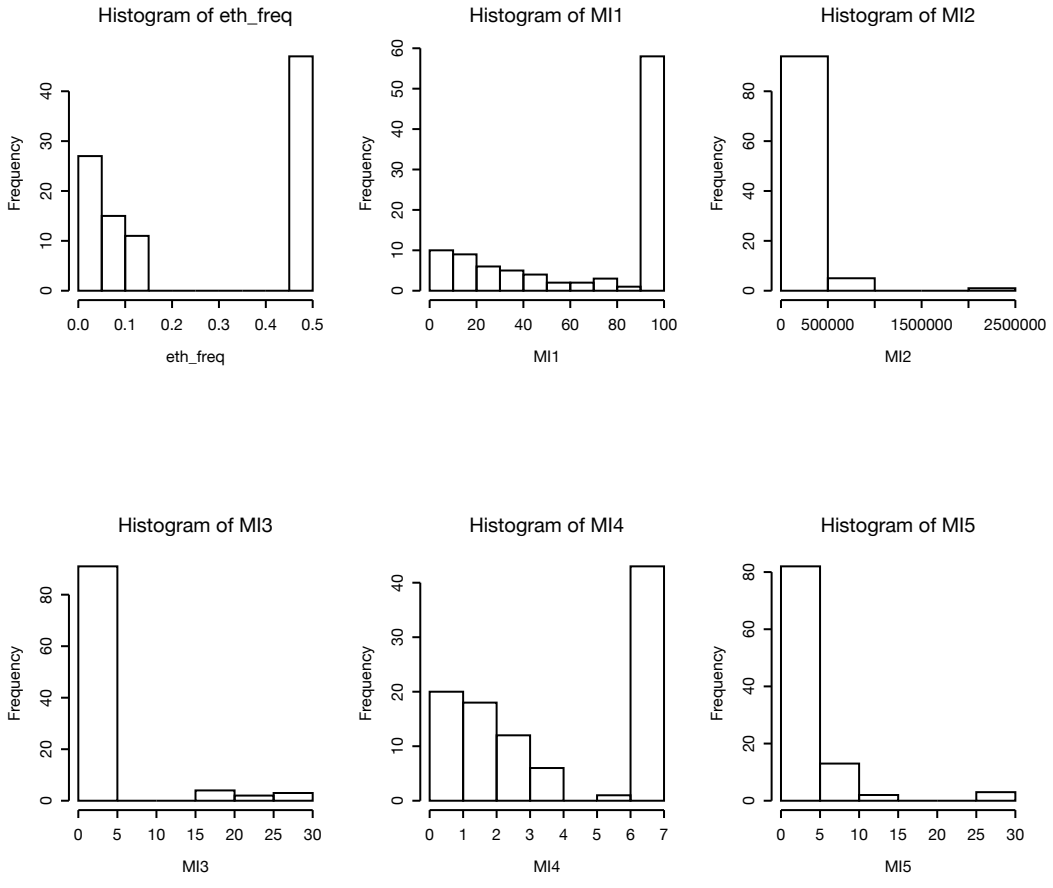 Histogram of eth_freq
Frequency
0 10 20 30 40
0.0 0.1 0.2 0.3 0.4 0.5
eth_freq
Histogram of MI1
Frequency
0 10 20 30 40 50 60
0 20 40 60 80 100
MI1
Histogram of MI2
Frequency
0 20 40 60 80
0 500000 1500000 2500000
MI2
Histogram of MI3
Frequency
0 20 40 60 80
0 5 10 15 20 25 30
MI3
Histogram of MI4
Frequency
0 10 20 30 40
0 1 2 3 4 5 6 7
MI4
Histogram of MI5
Frequency
0 20 40 60 80
0 5 10 15 20 25 30
MI5